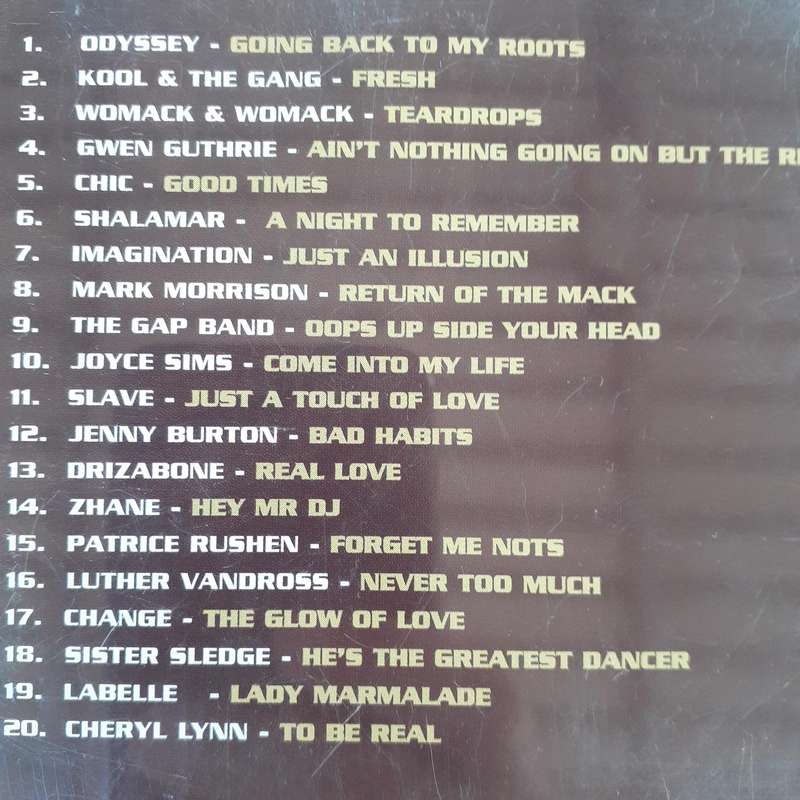 1. ODYSSEY - GOING BACK TO MY ROOTS
2. KOOL & THE GANG - FRESH
3. WOMACK & WOMACK - TEARDROPS
4. GWEN GUTHRIE - AIN'T NOTHING GOING ON BUT THE
5. CHIC - GOOD TIMES
6. SHALAMAR - A NIGHT TO REMEMBER
7. IMAGINATION - JUST AN ILLUSION
8. MARK MORRISON - RETURN OF THE MACK
9. THE GAP BAND - OOPS UP SIDE YOUR HEAD
10. JOYCE SIMS - COME INTO MY LIFE
11. SLAVE - JUST A TOUCH OF LOVE
12. JENNY BURTON - BAD HABITS
13. DRIZABONE - REAL LOVE
14. ZHANE - HEY MR DJ
15. PATRICE RUSHEN - FORGET ME NOTS
16. LUTHER VANDROSS - NEVER TOO MUCH
17. CHANGE - THE GLOW OF LOVE
18. SISTER SLEDGE - HE'S THE GREATEST DANCER
19. LABELLE - LADY MARMALADE
20. CHERYL LYNN - TO BE REAL